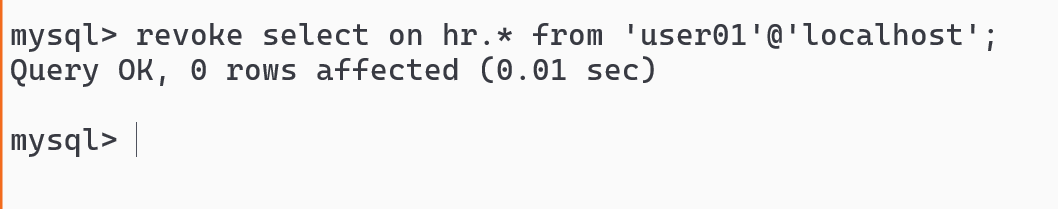 mysql> revoke select on hr.* from 'user01'@'localhost';
Query OK, 0 rows affected (0.01 sec)
mysql>